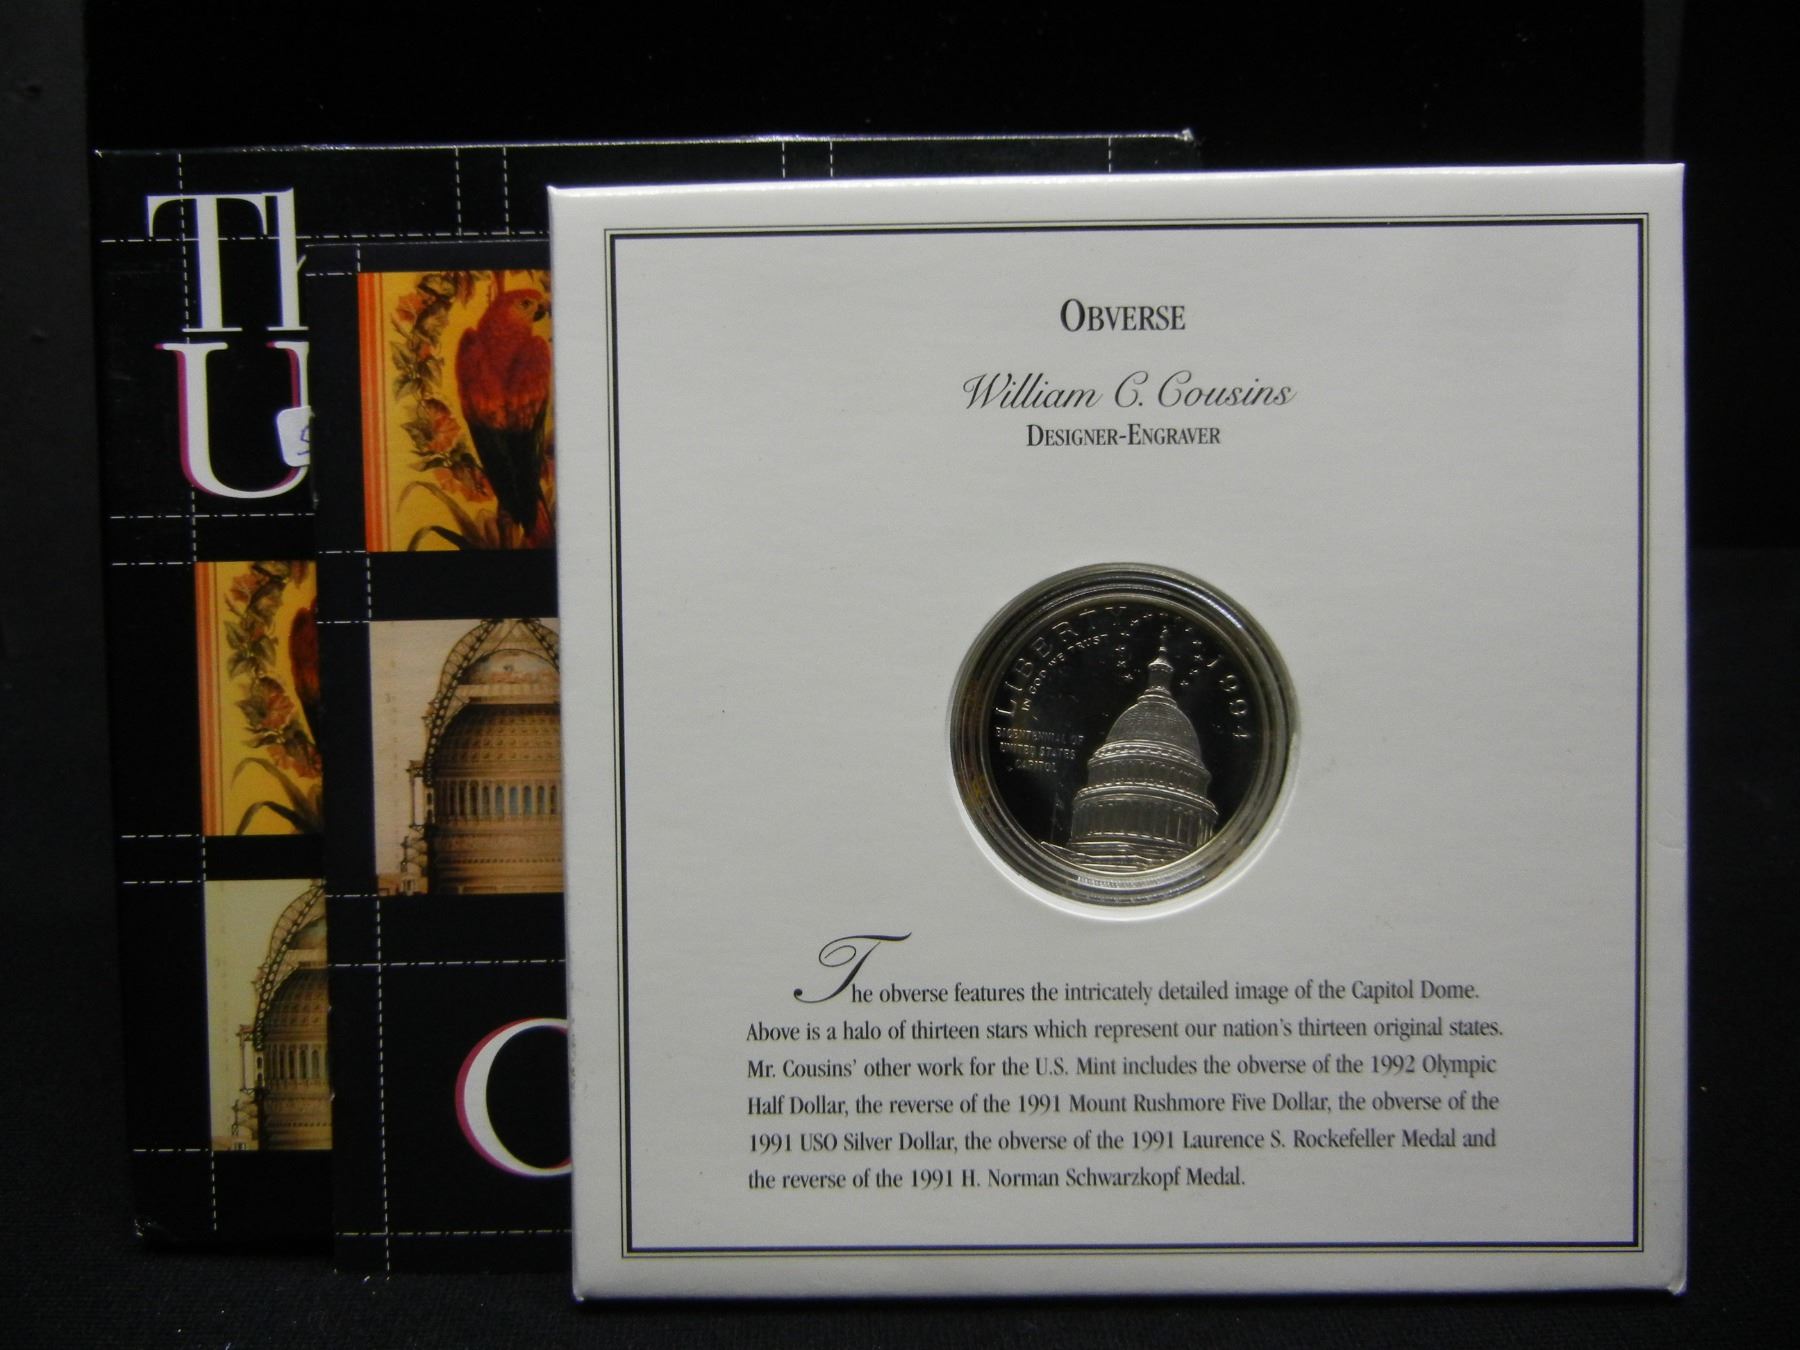 Th
U
O
OBVERSE
William C. Cousins
DESIGNER-ENGRAVER
LIBERTY 1994
IN GOD WE TRUST
BICENTENNIAL OF
UNITED STATES
CAPITOL
The obverse features the intricately detailed image of the Capitol Dome.
Above is a halo of thirteen stars which represent our nation's thirteen original states.
Mr. Cousins' other work for the U.S. Mint includes the obverse of the 1992 Olympic
Half Dollar, the reverse of the 1991 Mount Rushmore Five Dollar, the obverse of the
1991 USO Silver Dollar, the obverse of the 1991 Laurence S. Rockefeller Medal and
the reverse of the 1991 H. Norman Schwarzkopf Medal.